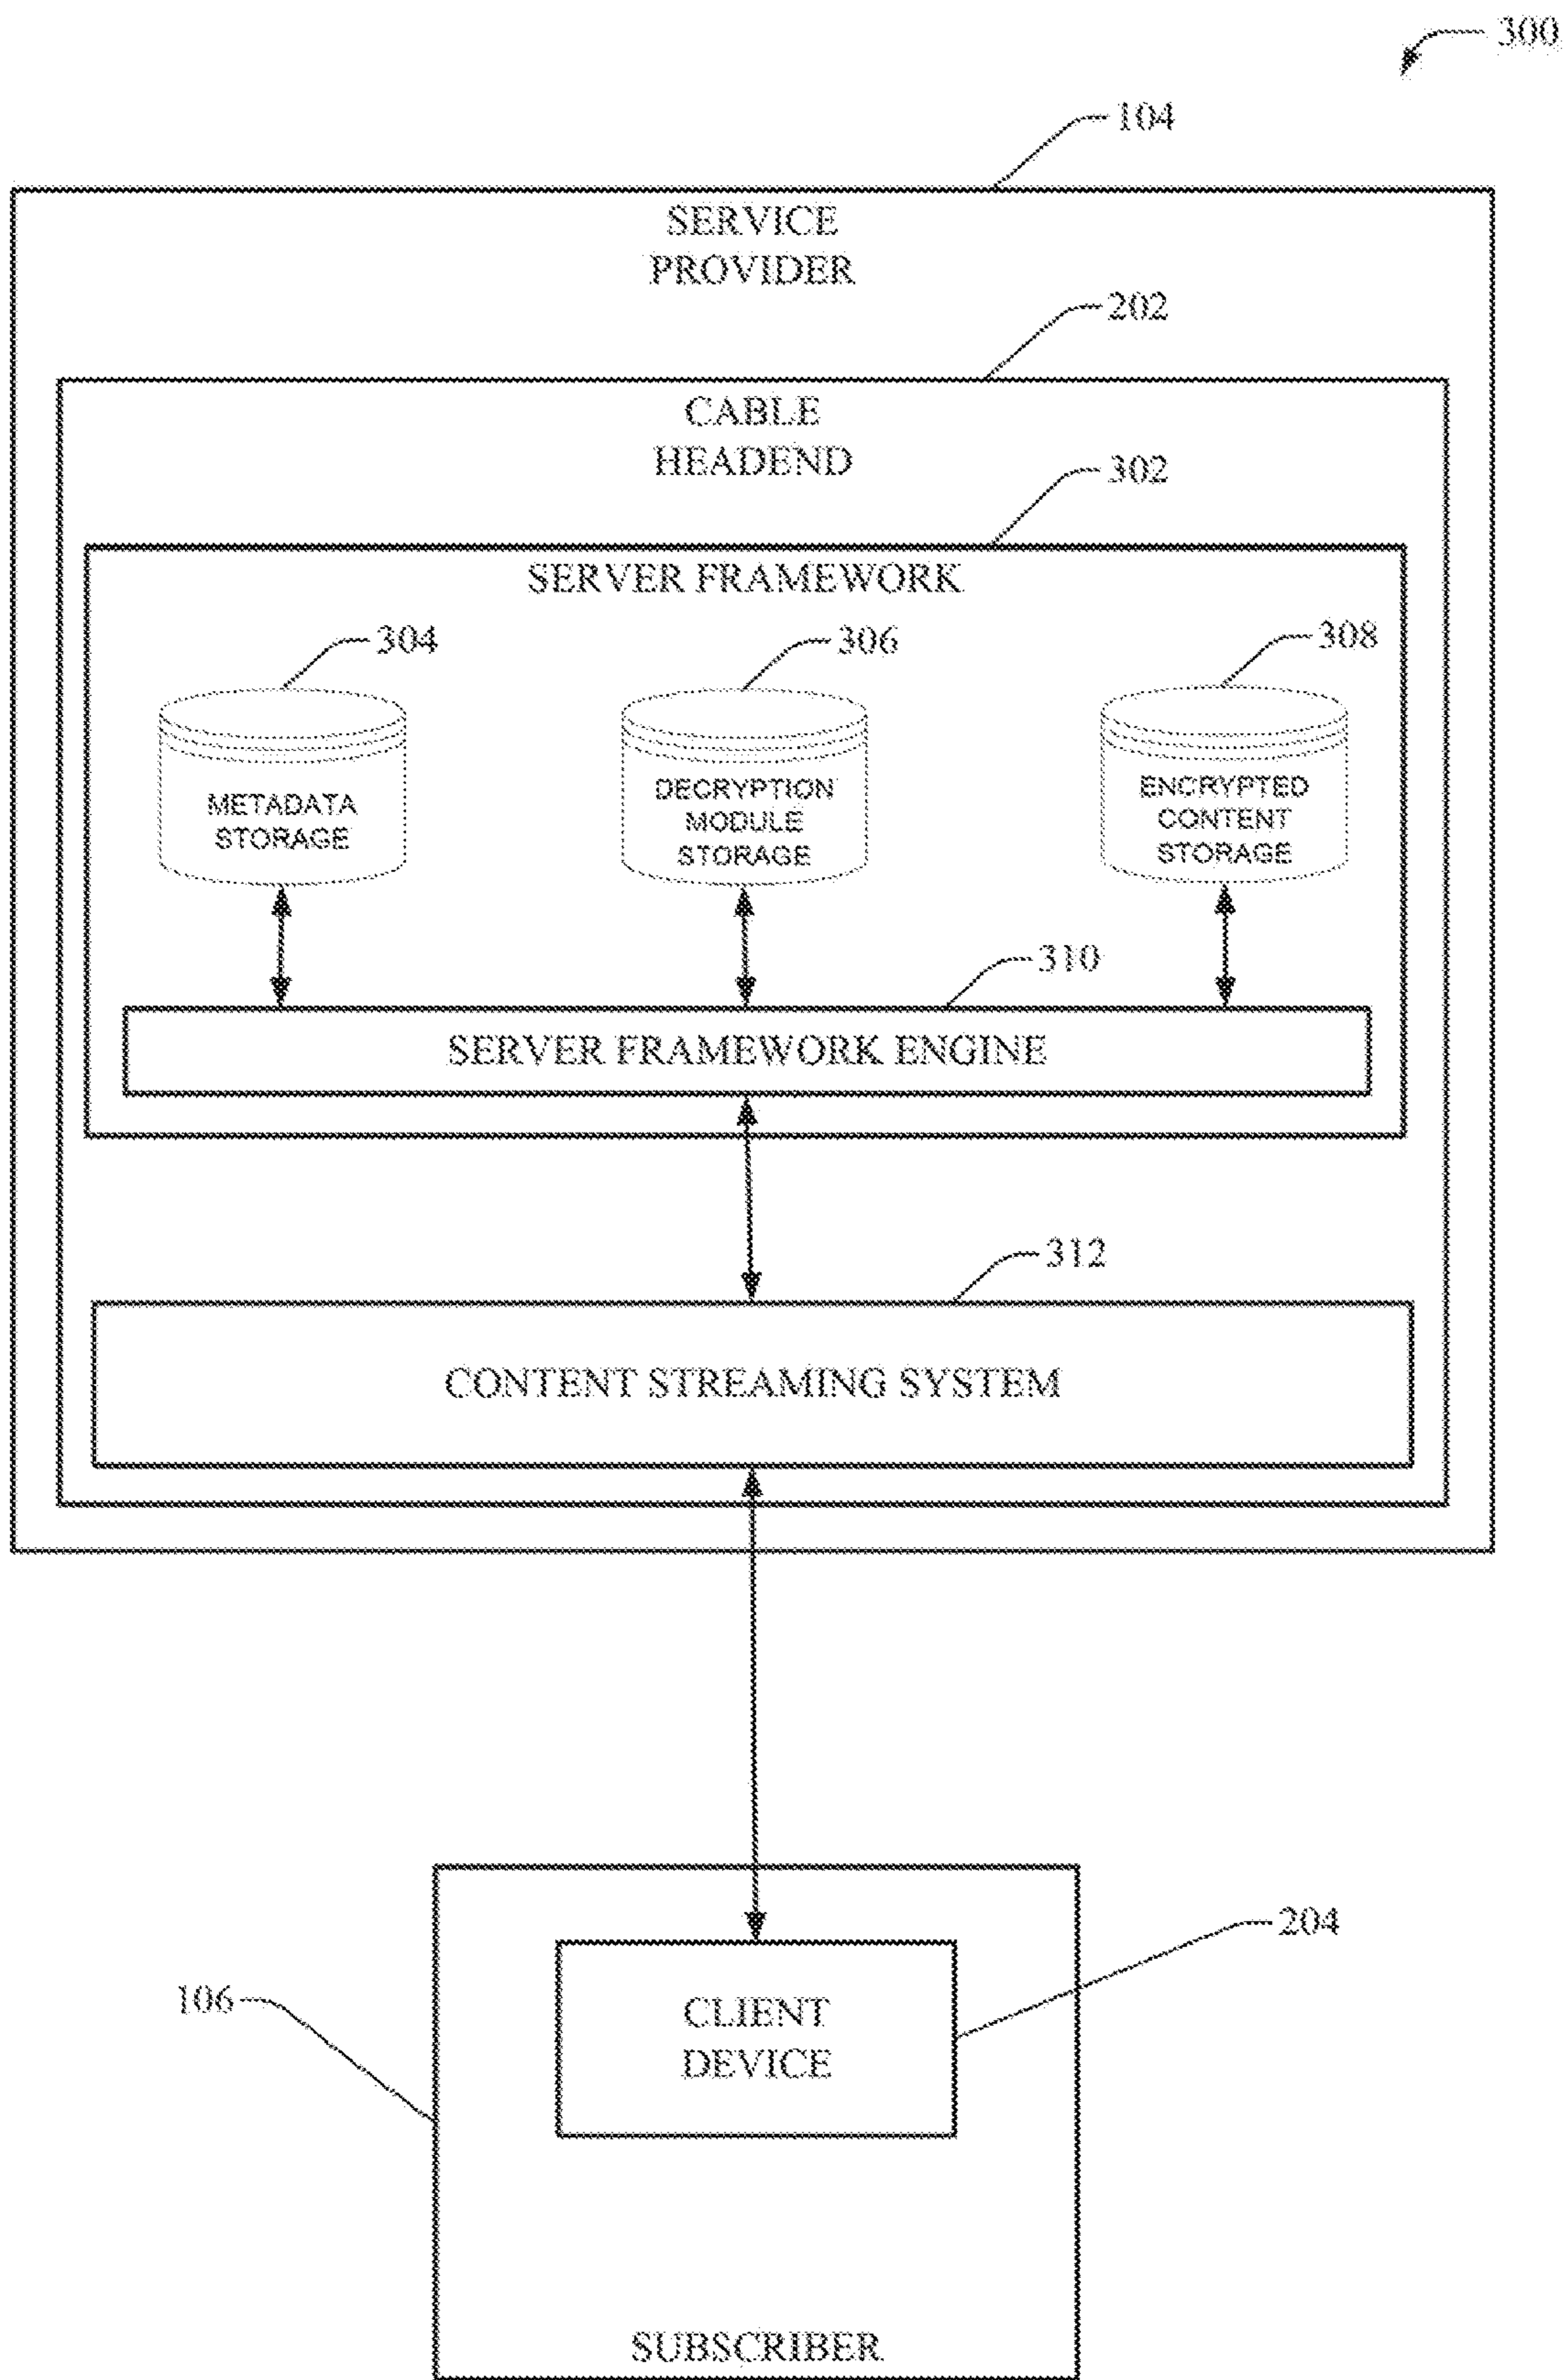 300
104
SERVICE
PROVIDER
202
CABLE
HEADEND
302
SERVER FRAMEWORK
304
306
308
METADATA
STORAGE
DECRYPTION
MODULE
STORAGE
ENCRYPTED
CONTENT
STORAGE
310
SERVER FRAMEWORK ENGINE
312
CONTENT STREAMING SYSTEM
204
106
CLIENT
DEVICE
SUBSCRIBER